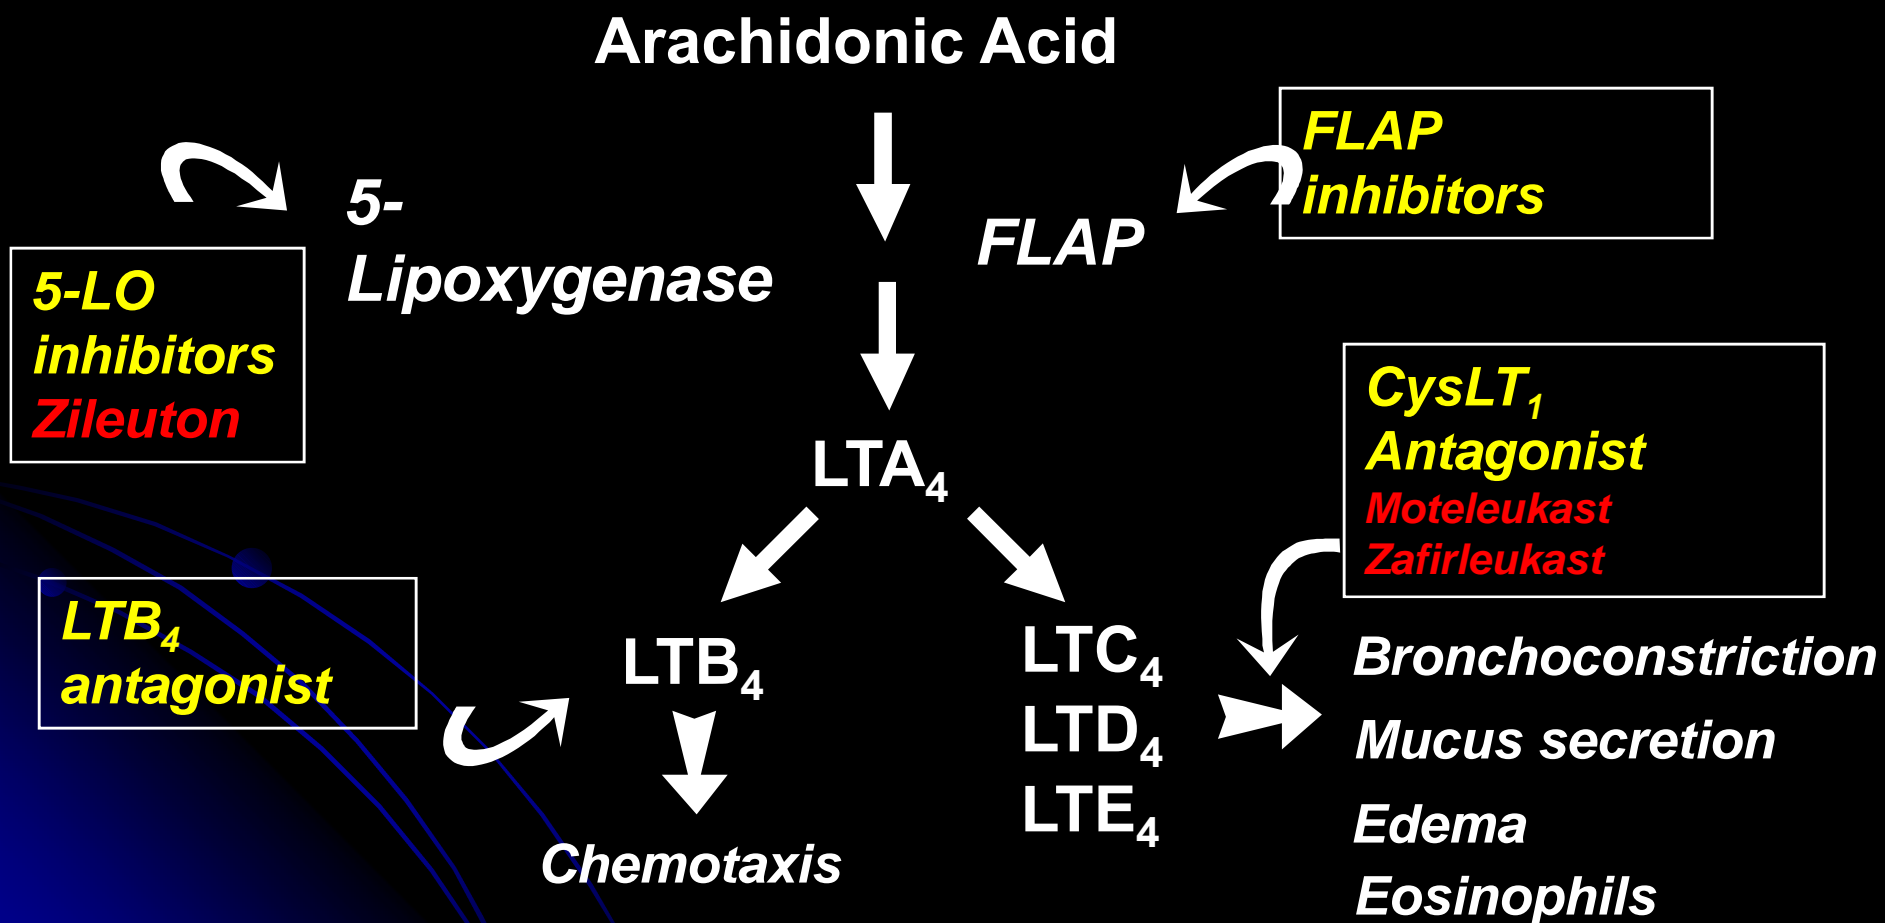 Arachidonic Acid
FLAP
inhibitors
5-
Lipoxygenase
FLAP
5-LO
inhibitors
Zileuton
CysLT₁
Antagonist
Moteleukast
Zafirleukast
LTA₄
LTB₄
antagonist
LTB₄
LTC₄
LTD₄
LTE₄
Bronchoconstriction
Mucus secretion
Edema
Eosinophils
Chemotaxis